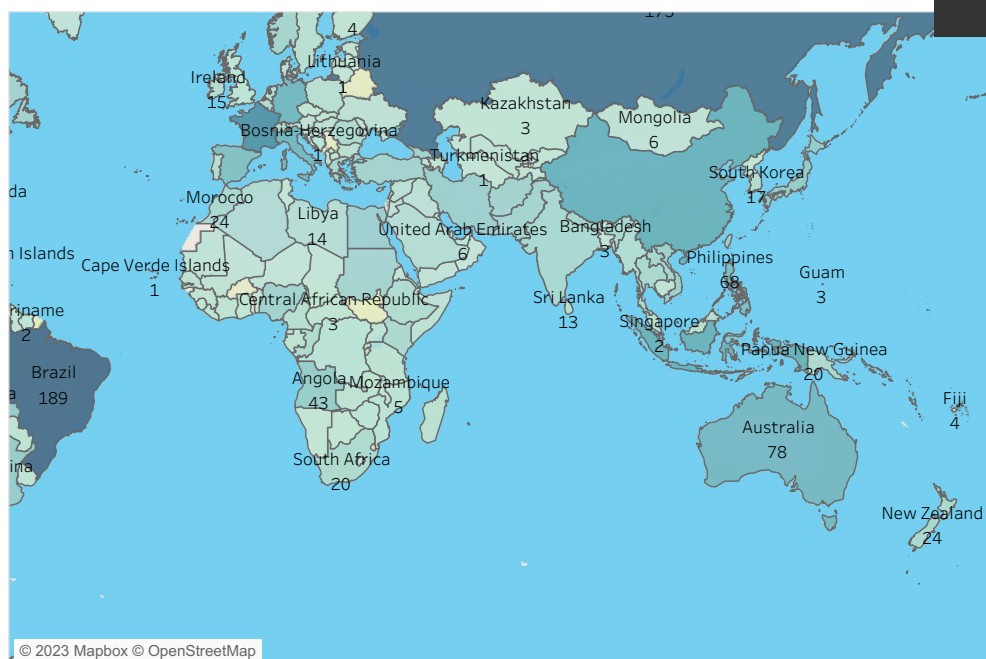 173
4
Lithuania
1
Ireland
15
Kazakhstan
3
Mongolia
6
Bosnia-Herzegovina
1
Turkmenistan
1
South Korea
17
da
Morocco
24
Libya
14
United Arab Emirates
6
Bangladesh
3
n Islands
Cape Verde Islands
1
Philippines
68
Guam
3
Central African Republic
3
Sri Lanka
13
riname
2
Singapore
2
Papua New Guinea
20
Brazil
189
a
Angola
43
Mozambique
5
Fiji
4
Australia
78
ina
South Africa
20
New Zealand
24
© 2023 Mapbox © OpenStreetMap